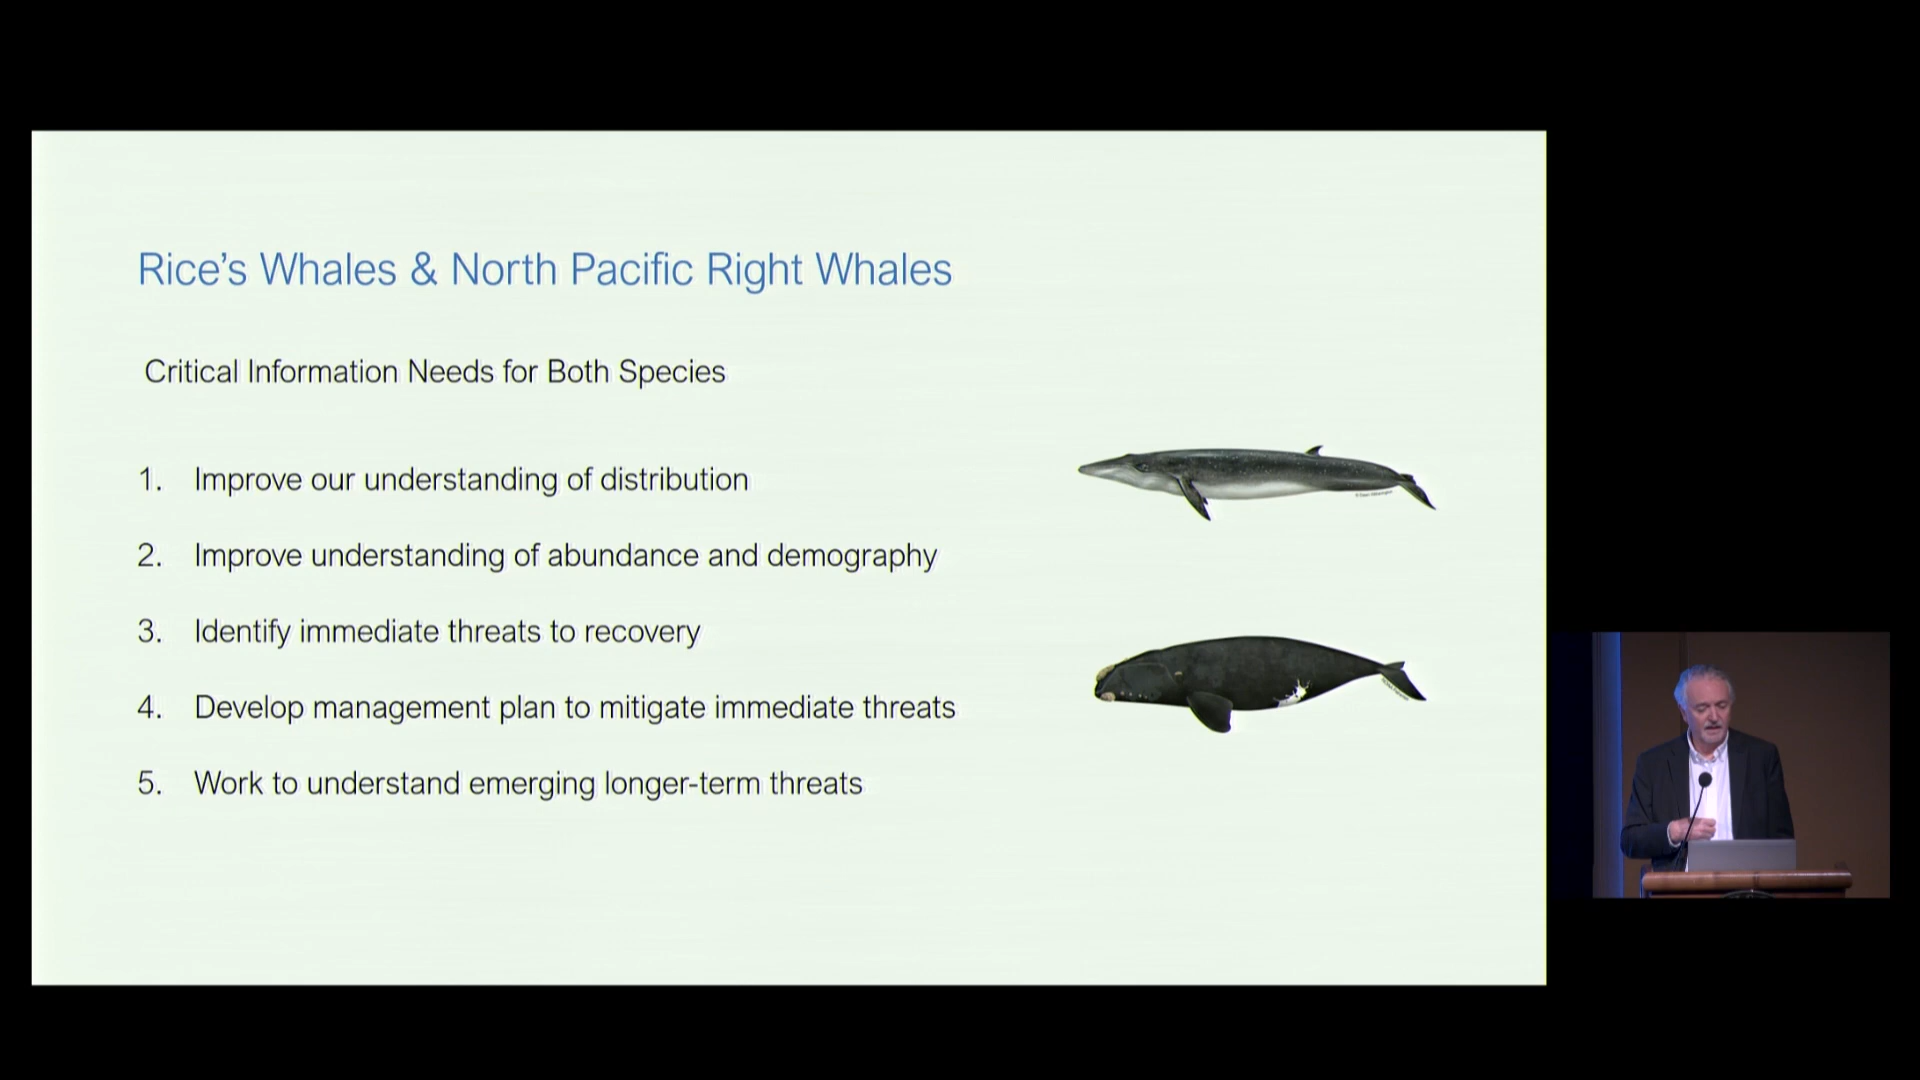 Rice’s Whales & North Pacific Right Whales
Critical Information Needs for Both Species
1. Improve our understanding of distribution
2. Improve understanding of abundance and demography
3. Identify immediate threats to recovery
4. Develop management plan to mitigate immediate threats
5. Work to understand emerging longer-term threats